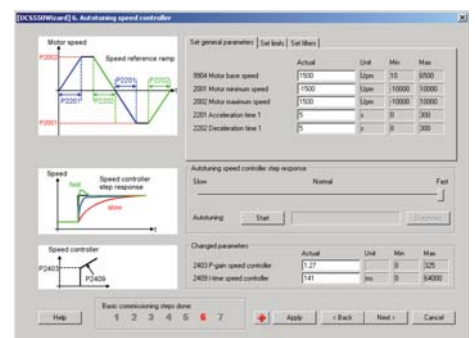 [DCS550Wizard] 6. Autotuning speed controller
Motor speed
Speed reference ramp
P2002
P2201
P2202
P2201
P2202
P2001
t
Set general parameters
Set limits
Set filters
Actual Unit Min Max
9904 Motor base speed 1500 Upm 10 6500
2001 Motor minimum speed -1500 Upm -10000 10000
2002 Motor maximum speed 1500 Upm -10000 10000
2201 Acceleration time 1 5 s 0 300
2202 Deceleration time 1 5 s 0 300
Speed
fast
Speed controller
step response
slow
t
Autotuning speed controller step response
Slow Normal Fast
Autotuning: Start Diagnosis
Speed controller
P2403
P2409
Changed parameters
Actual Unit Min Max
2403 P-gain speed controller 1.27 0 325
2409 I-time speed controller 141 ms 0 64000
Basic commissioning steps done:
Help 1 2 3 4 5 6 7 Apply < Back Next > Cancel